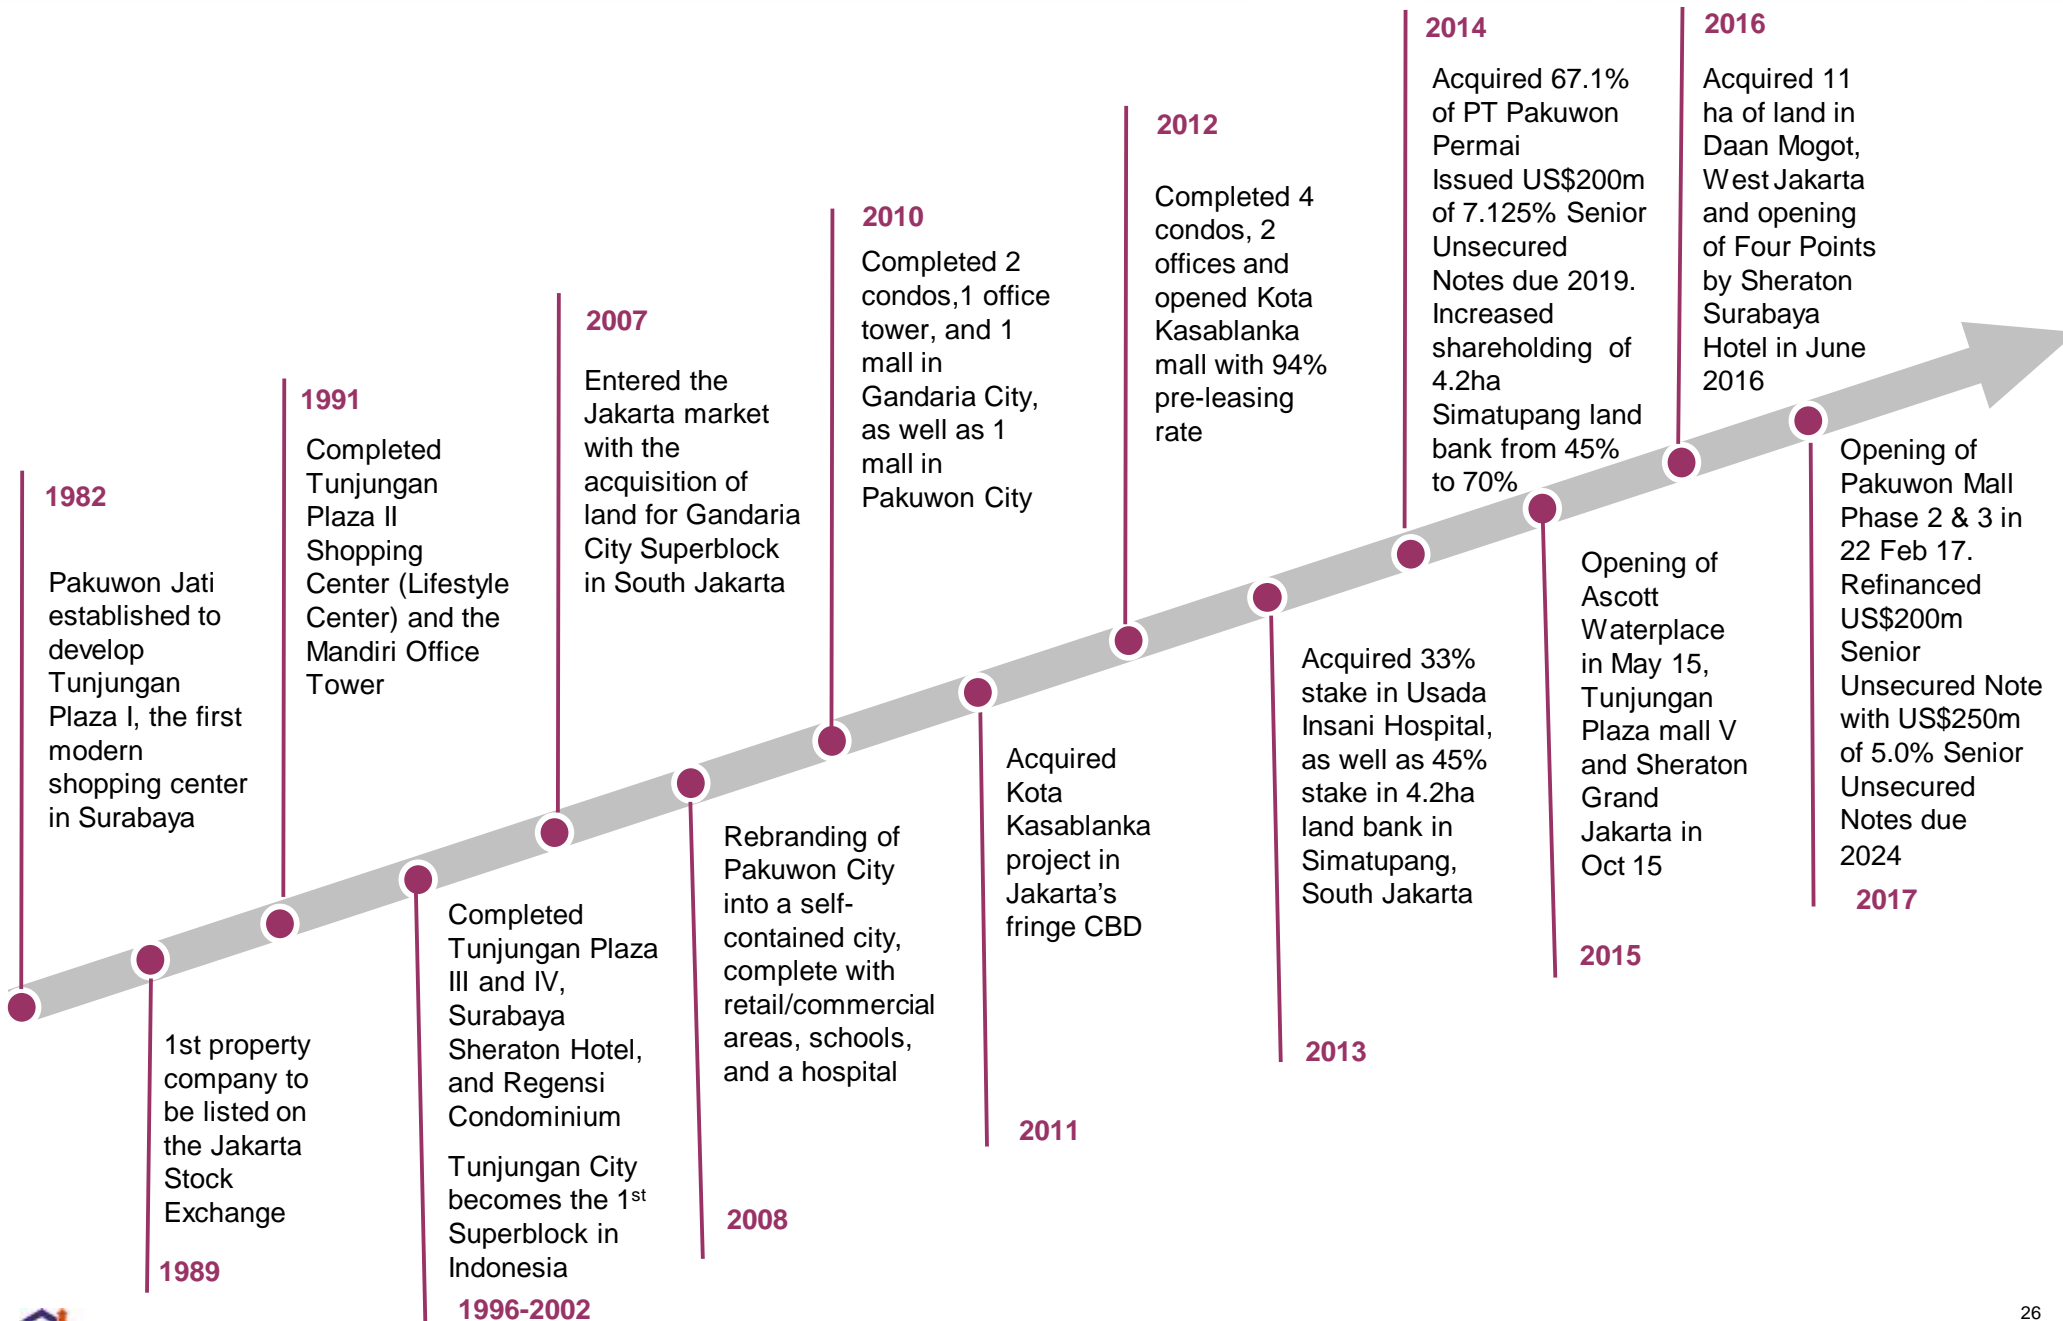 1982
Pakuwon Jati
established to
develop
Tunjungan
Plaza I, the first
modern
shopping center
in Surabaya
1st property
company to
be listed on
the Jakarta
Stock
Exchange
1989
1991
Completed
Tunjungan
Plaza II
Shopping
Center (Lifestyle
Center) and the
Mandiri Office
Tower
Completed
Tunjungan Plaza
III and IV,
Surabaya
Sheraton Hotel,
and Regensi
Condominium
Tunjungan City
becomes the 1st
Superblock in
Indonesia
1996-2002
2007
Entered the
Jakarta market
with the
acquisition of
land for Gandaria
City Superblock
in South Jakarta
Rebranding of
Pakuwon City
into a self-
contained city,
complete with
retail/commercial
areas, schools,
and a hospital
2008
2010
Completed 2
condos,1 office
tower, and 1
mall in
Gandaria City,
as well as 1
mall in
Pakuwon City
Acquired
Kota
Kasablanka
project in
Jakarta’s
fringe CBD
2011
2012
Completed 4
condos, 2
offices and
opened Kota
Kasablanka
mall with 94%
pre-leasing
rate
Acquired 33%
stake in Usada
Insani Hospital,
as well as 45%
stake in 4.2ha
land bank in
Simatupang,
South Jakarta
2013
2014
Acquired 67.1%
of PT Pakuwon
Permai
Issued US$200m
of 7.125% Senior
Unsecured
Notes due 2019.
Increased
shareholding of
4.2ha
Simatupang land
bank from 45%
to 70%
Opening of
Ascott
Waterplace
in May 15,
Tunjungan
Plaza mall V
and Sheraton
Grand
Jakarta in
Oct 15
2015
2016
Acquired 11
ha of land in
Daan Mogot,
West Jakarta
and opening
of Four Points
by Sheraton
Surabaya
Hotel in June
2016
Opening of
Pakuwon Mall
Phase 2 & 3 in
22 Feb 17.
Refinanced
US$200m
Senior
Unsecured Note
with US$250m
of 5.0% Senior
Unsecured
Notes due
2024
2017
26